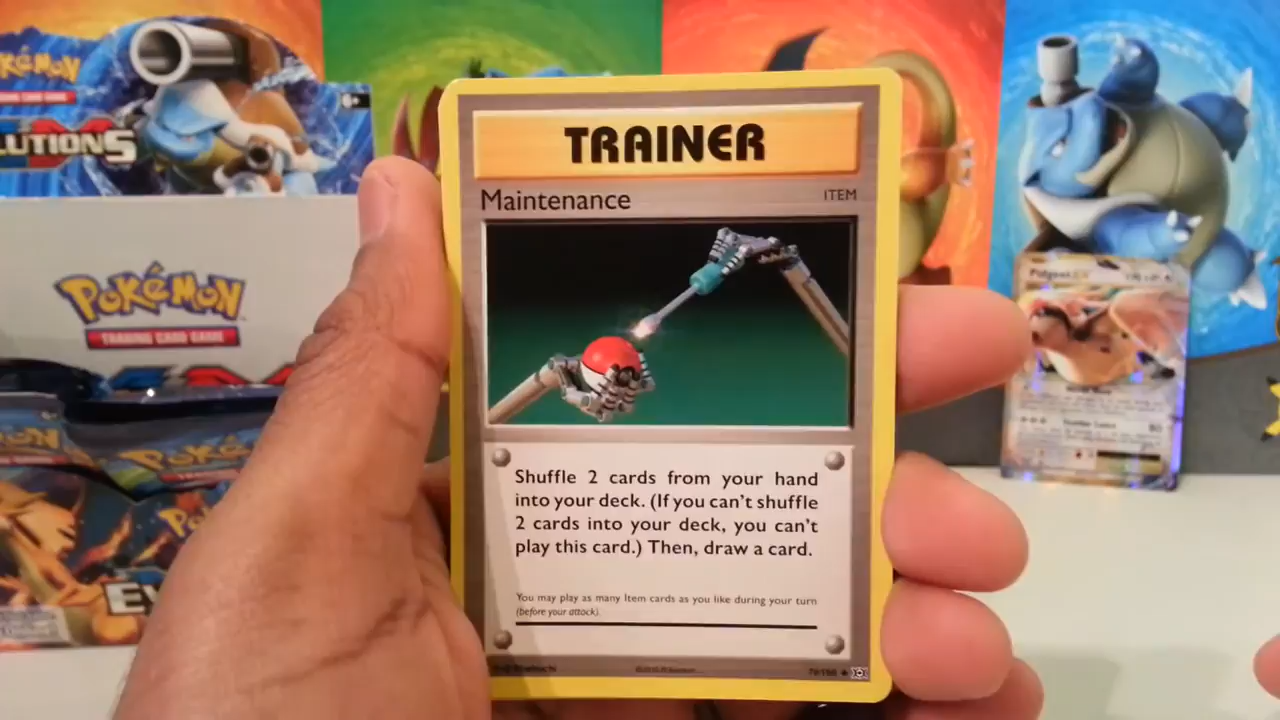 POKéMON
LUTIONS
POKéMON
TRADING CARD GAME
TRAINER
Maintenance
ITEM
Shuffle 2 cards from your hand
into your deck. (If you can't shuffle
2 cards into your deck, you can't
play this card.) Then, draw a card.
You may play as many Item cards as you like during your turn
(before your attack).